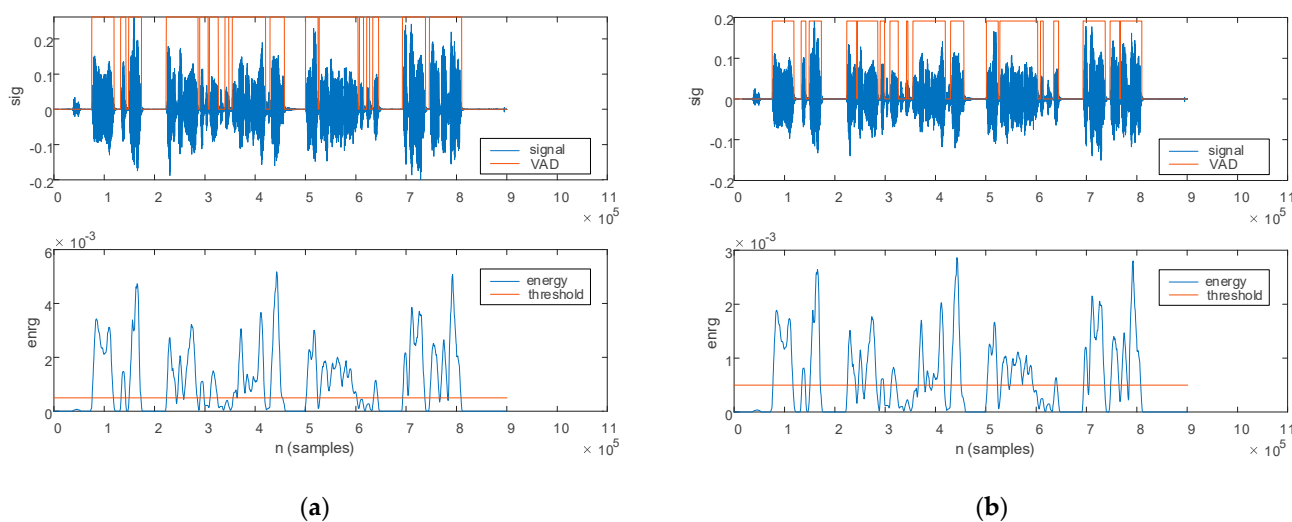 0.2
0.1
0
-0.1
-0.2
sig
signal
VAD
0 1 2 3 4 5 6 7 8 9 10 11
× 10^5
× 10^-3
6
4
2
0
enrg
energy
threshold
0 1 2 3 4 5 6 7 8 9 10 11
n (samples)
× 10^5
(a)
0.2
0.1
0
-0.1
-0.2
sig
signal
VAD
0 1 2 3 4 5 6 7 8 9 10 11
× 10^5
× 10^-3
3
2
1
0
enrg
energy
threshold
0 1 2 3 4 5 6 7 8 9 10 11
n (samples)
× 10^5
(b)